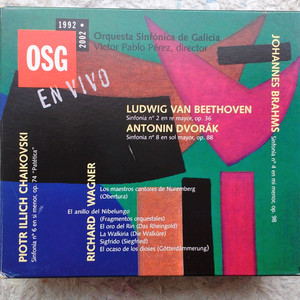 1992 • 2002
OSG
EN VIVO
Orquesta Sinfónica de Galicia
Víctor Pablo Pérez, director
LUDWIG VAN BEETHOVEN
Sinfonía nº 2 en re mayor, op. 36
ANTONIN DVORÁK
Sinfonía nº 8 en sol mayor, op. 88
JOHANNES BRAHMS
Sinfonía nº 4 en mi menor, op. 98
PIOTR ILLICH CHAIKOVSKI
Sinfonía nº 6 en si menor, op. 74 "Patética"
RICHARD WAGNER
Los maestros cantores de Nuremberg
(Obertura)
El anillo del Nibelungo
(Fragmentos orquestales)
El oro del Rin (Das Rheingold)
La Walkiria (Die Walküre)
Sigfrido (Siegfried)
El ocaso de los dioses (Götterdämmerung)